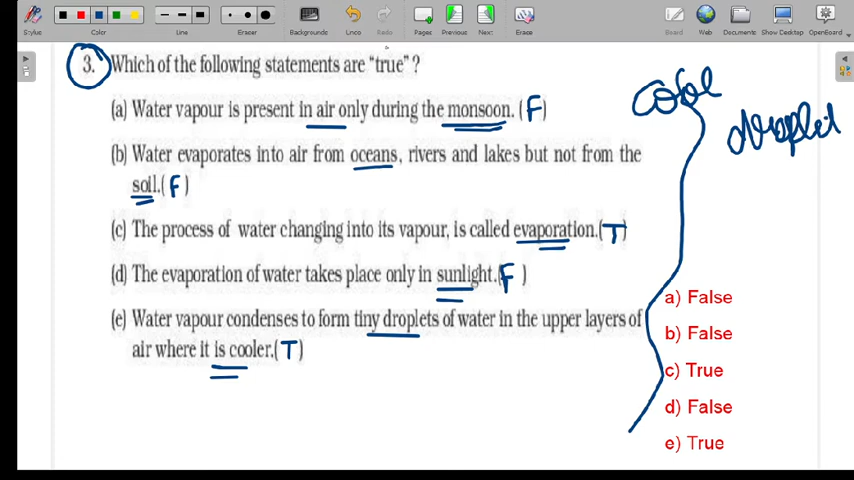 Stylus
Color
Eraser
Backgrounds
Undo
Redo
Pages
Previous
Next
Erase
Board
Web
Documents
Show Desktop
OpenBoard
3. Which of the following statements are "true" ?
(a) Water vapour is present in air only during the monsoon. (F)
(b) Water evaporates into air from oceans, rivers and lakes but not from the
soil.(F)
(c) The process of water changing into its vapour, is called evaporation.(T)
(d) The evaporation of water takes place only in sunlight.(F )
(e) Water vapour condenses to form tiny droplets of water in the upper layers of
air where it is cooler.(T)
a) False
b) False
c) True
d) False
e) True